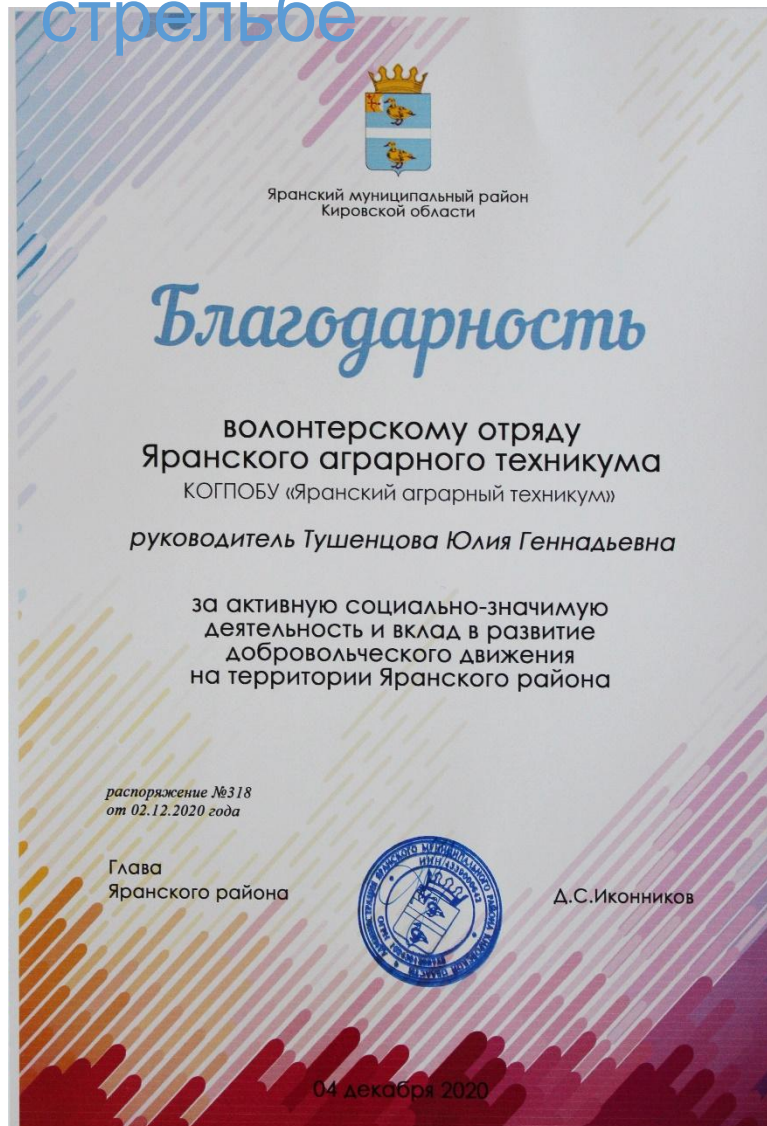 стрельбе
Яранский муниципальный район
Кировской области
Благодарность
волонтерскому отряду
Яранского аграрного техникума
КОГПОБУ «Яранский аграрный техникум»
руководитель Тушенцова Юлия Геннадьевна
за активную социально-значимую
деятельность и вклад в развитие
добровольческого движения
на территории Яранского района
распоряжение №318
от 02.12.2020 года
Глава
Яранского района
Д.С.Иконников
04 декабря 2020